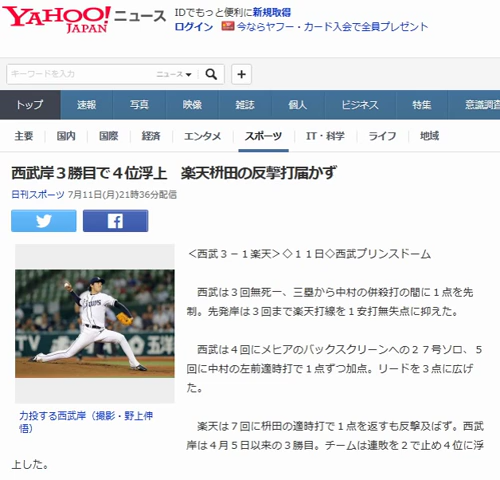 YAHOO! ニュース
JAPAN
IDでもっと便利に新規取得
ログイン 今ならヤフー・カード入会で全員プレゼント
キーワードを入力
ニュース
+
トップ 速報 写真 映像 雑誌 個人 ビジネス 特集 意識調査
主要 国内 国際 経済 エンタメ スポーツ IT・科学 ライフ 地域
西武岸３勝目で４位浮上 楽天枡田の反撃打届かず
日刊スポーツ 7月11日(月)21時36分配信
＜西武３－１楽天＞◇１１日◇西武プリンスドーム
西武は３回無死一、三塁から中村の併殺打の間に１点を先
制。先発岸は３回まで楽天打線を１安打無失点に抑えた。
西武は４回にメヒアのバックスクリーンへの２７号ソロ、５
回に中村の左前適時打で１点ずつ加点。リードを３点に広げ
た。
力投する西武岸（撮影・野上伸
悟）
楽天は７回に枡田の適時打で１点を返すも反撃及ばず。西武
岸は４月５日以来の３勝目。チームは連敗を２で止め４位に浮
上した。